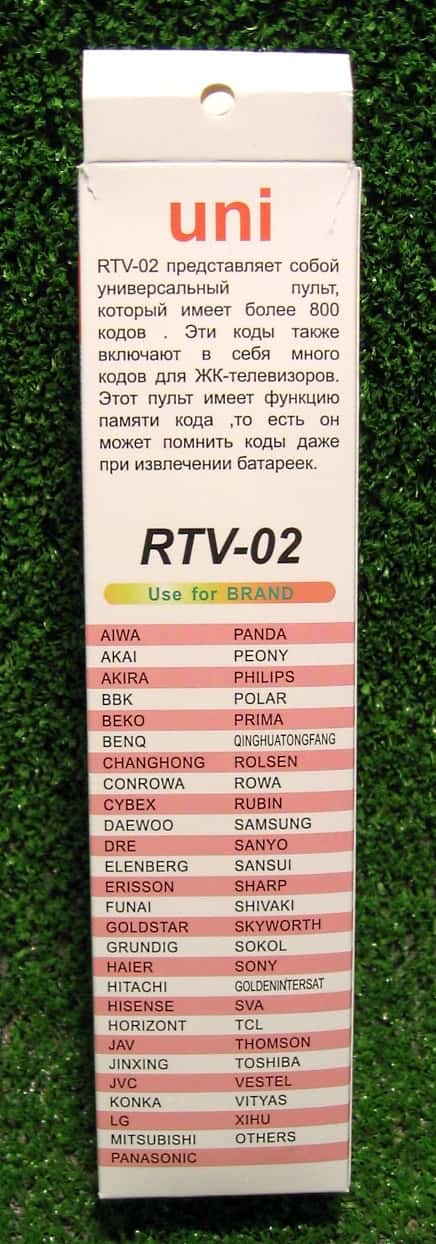 uni
RTV-02 представляет собой
универсальный пульт,
который имеет более 800
кодов . Эти коды также
включают в себя много
кодов для ЖК-телевизоров.
Этот пульт имеет функцию
памяти кода ,то есть он
может помнить коды даже
при извлечении батареек.
RTV-02
Use for BRAND
AIWA PANDA
AKAI PEONY
AKIRA PHILIPS
BBK POLAR
BEKO PRIMA
BENQ QINGHUATONGFANG
CHANGHONG ROLSEN
CONROWA ROWA
CYBEX RUBIN
DAEWOO SAMSUNG
DRE SANYO
ELENBERG SANSUI
ERISSON SHARP
FUNAI SHIVAKI
GOLDSTAR SKYWORTH
GRUNDIG SOKOL
HAIER SONY
HITACHI GOLDENINTERSAT
HISENSE SVA
HORIZONT TCL
JAV THOMSON
JINXING TOSHIBA
JVC VESTEL
KONKA VITYAS
LG XIHU
MITSUBISHI OTHERS
PANASONIC